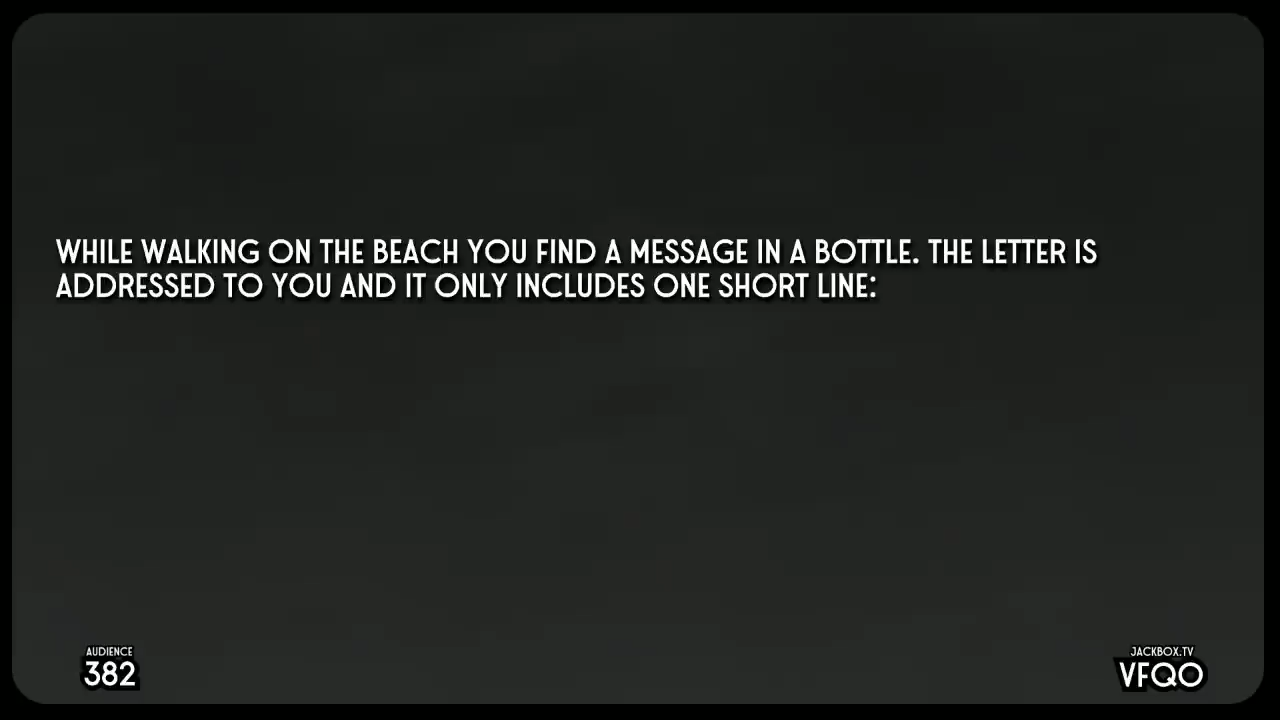 WHILE WALKING ON THE BEACH YOU FIND A MESSAGE IN A BOTTLE. THE LETTER IS
ADDRESSED TO YOU AND IT ONLY INCLUDES ONE SHORT LINE:
AUDIENCE
382
JACKBOX.TV
VFQO